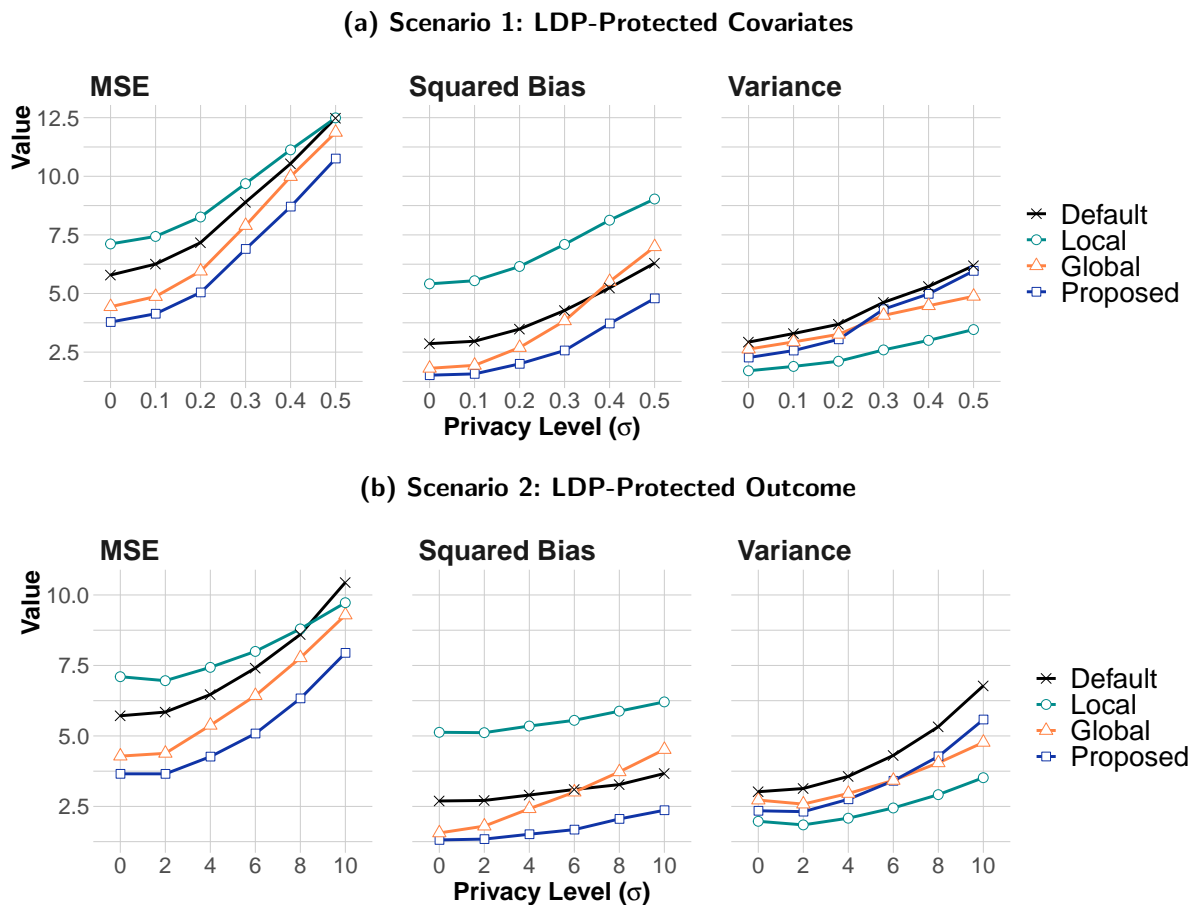 (a) Scenario 1: LDP-Protected Covariates
MSE Squared Bias Variance
Value
12.5
10.0
7.5
5.0
2.5
0 0.1 0.2 0.3 0.4 0.5 0 0.1 0.2 0.3 0.4 0.5 0 0.1 0.2 0.3 0.4 0.5
Privacy Level (σ)
Default
Local
Global
Proposed
(b) Scenario 2: LDP-Protected Outcome
MSE Squared Bias Variance
Value
10.0
7.5
5.0
2.5
0 2 4 6 8 10 0 2 4 6 8 10 0 2 4 6 8 10
Privacy Level (σ)
Default
Local
Global
Proposed